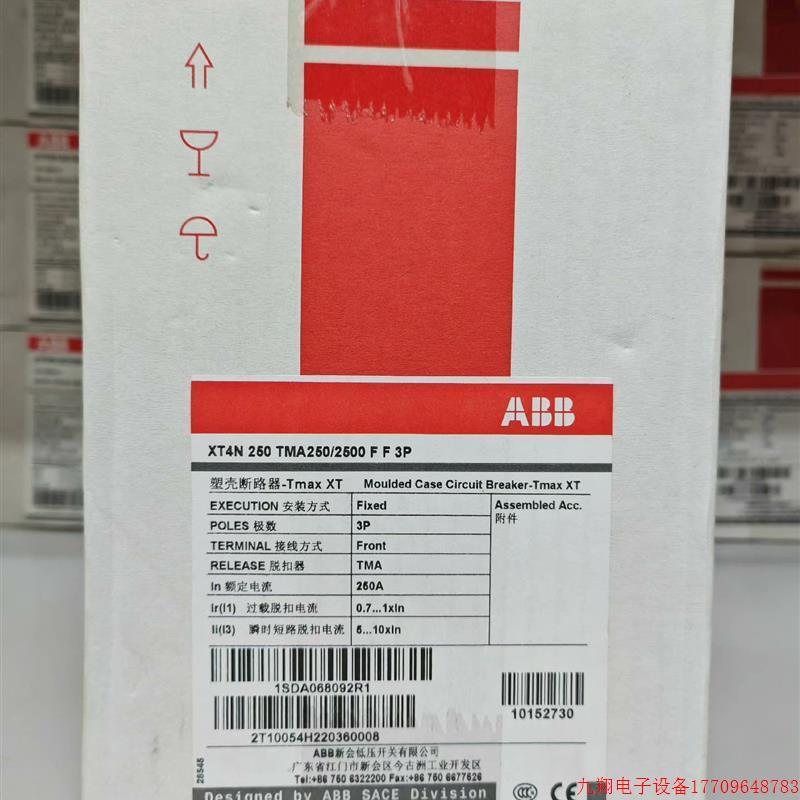 ABB
ABB
ABB
XT4N 250 TMA250/2500 F F 3P
塑壳断路器-Tmax XT Moulded Case Circuit Breaker-Tmax XT
EXECUTION 安装方式 Fixed Assembled Acc.
附件
POLES 极数 3P
TERMINAL 接线方式 Front
RELEASE 脱扣器 TMA
In 额定电流 250A
Ir(I1) 过载脱扣电流 0.7...1xIn
Ii(I3) 瞬时短路脱扣电流 5...10xIn
1SDA068092R1
10152730
2T10054H220360008
ABB新会低压开关有限公司
广东省江门市新会区今古洲工业开发区
Tel:+86 750 6322200 Fax:+86 750 6677526
Designed by ABB SACE Division
26545
CCC CE
九翔电子设备17709648783